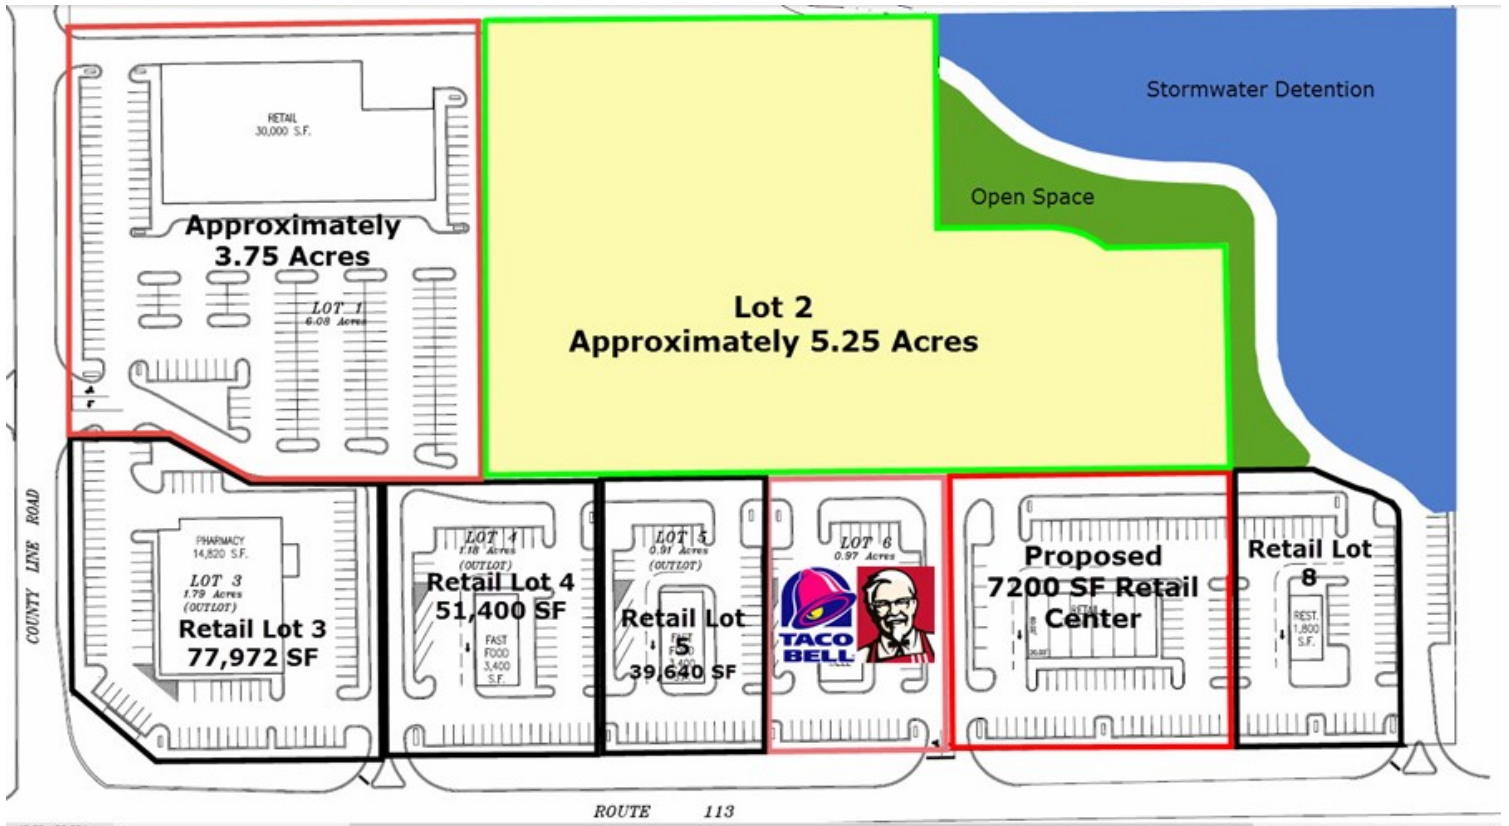 Stormwater Detention
RETAIL
30,000 S.F.
Open Space
Approximately
3.75 Acres
LOT 1
6.08 Acres
Lot 2
Approximately 5.25 Acres
COUNTY LINE ROAD
PHARMACY
14,820 S.F.
LOT 3
1.79 Acres
(OUTLOT)
Retail Lot 3
77,972 SF
LOT 4
1.18 Acres
(OUTLOT)
Retail Lot 4
51,400 SF
FAST
FOOD
3,400
S.F.
LOT 5
0.91 Acres
(OUTLOT)
Retail Lot
5
39,640 SF
FAST
LOT 6
0.97 Acres
TACO
BELL
Proposed
7200 SF Retail
Center
RETAIL
Retail Lot
8
REST.
1,800
S.F.
ROUTE 113